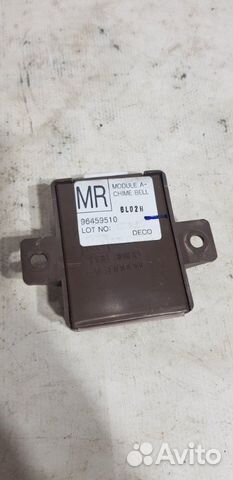 MR
MODULE A-
CHIME BELL
6L02H
96459510
LOT NO:
DECO
Avito